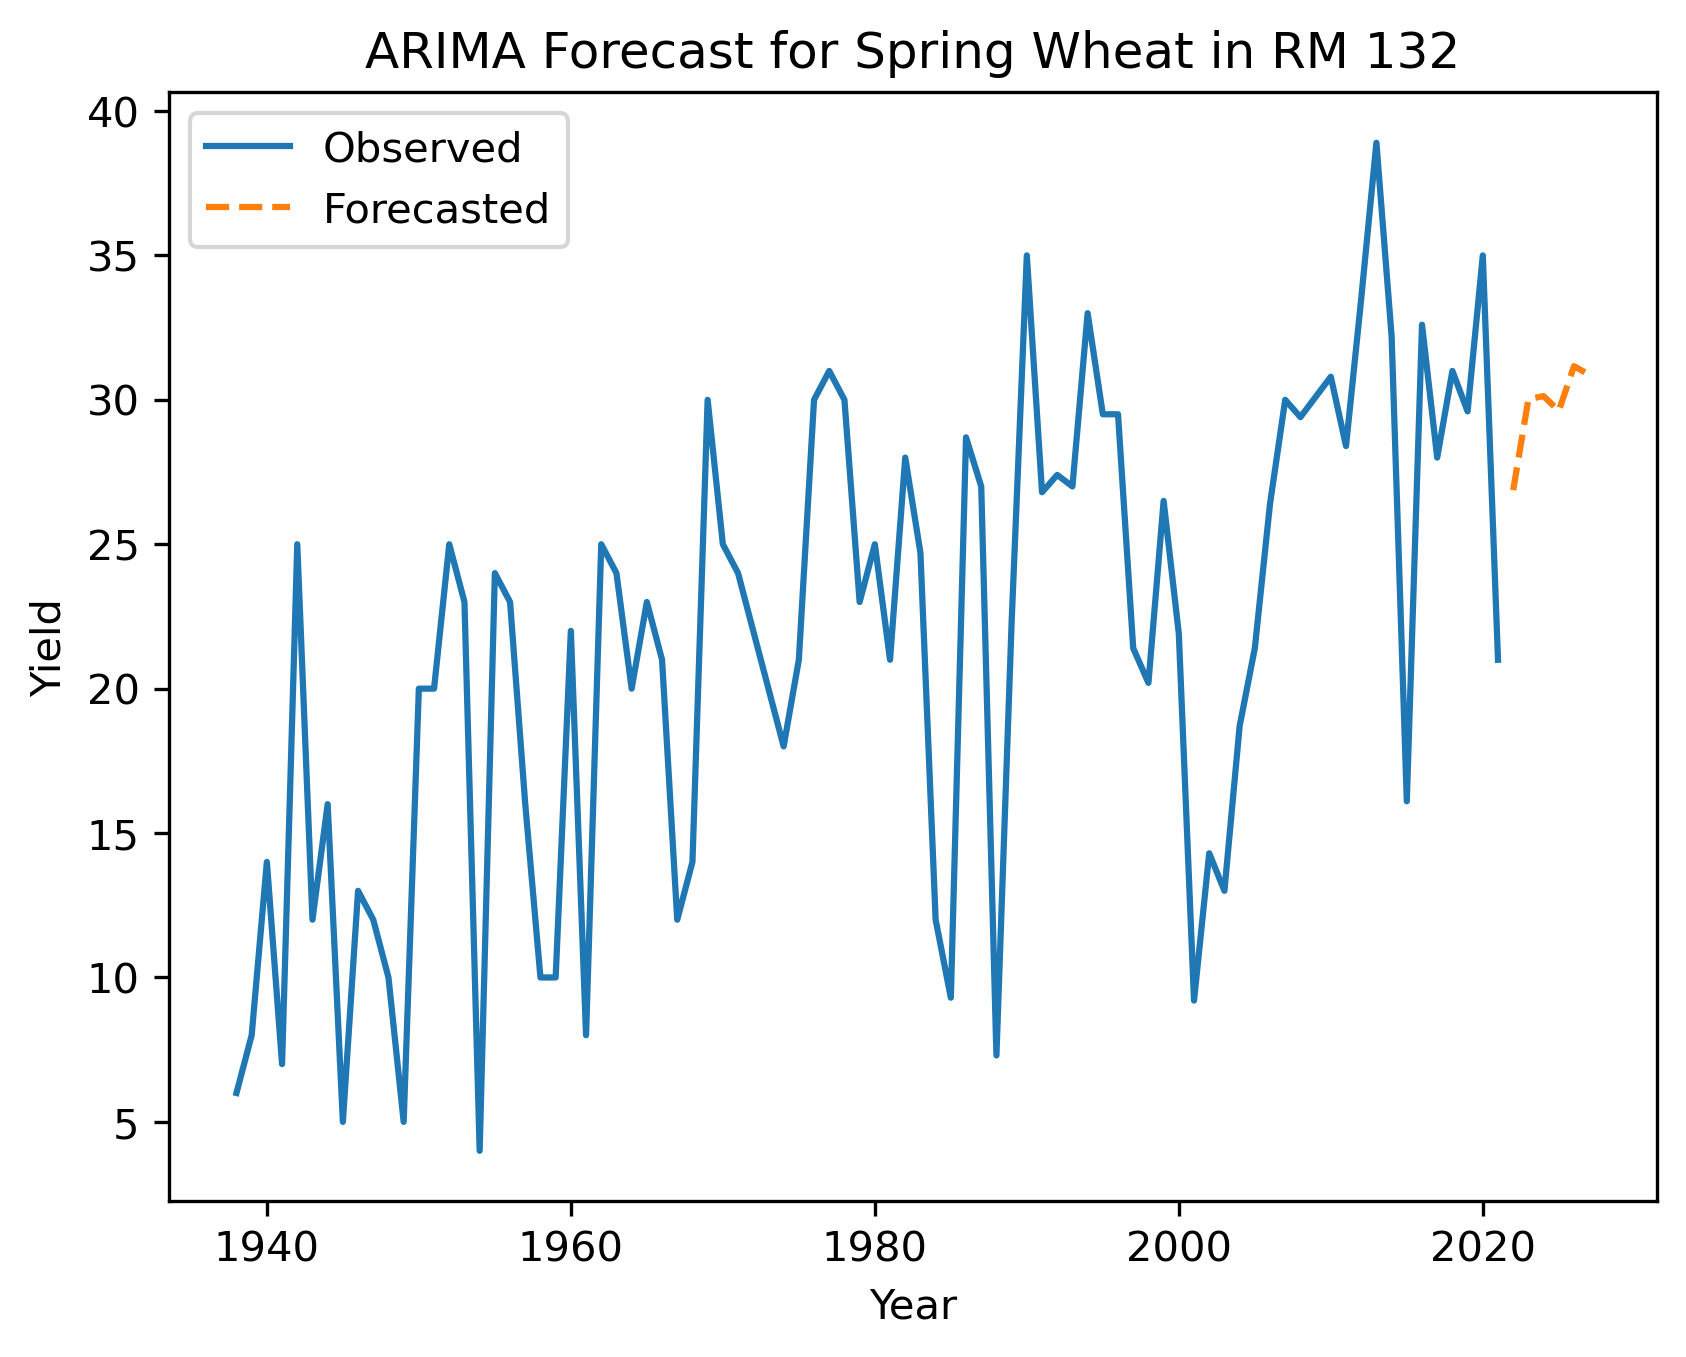 ARIMA Forecast for Spring Wheat in RM 132
Observed
Forecasted
40
35
30
25
20
15
10
5
Yield
1940 1960 1980 2000 2020
Year